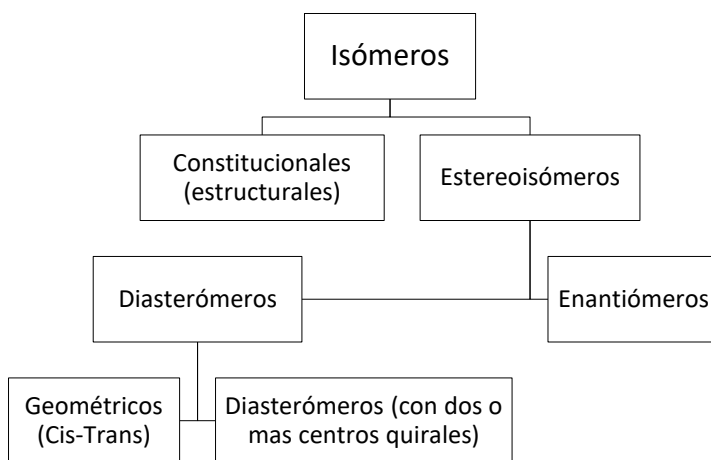 Isómeros
Constitucionales
(estructurales)
Estereoisómeros
Diasterómeros
Enantiómeros
Geométricos
(Cis-Trans)
Diasterómeros (con dos o
mas centros quirales)